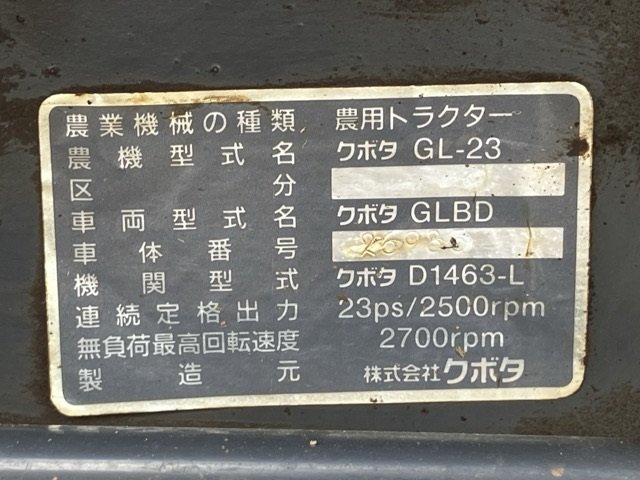 農業機械の種類 農用トラクター
農機型式名 クボタ GL-23
区分
車両型式名 クボタ GLBD
車体番号
機関型式 クボタ D1463-L
連続定格出力 23ps/2500rpm
無負荷最高回転速度 2700rpm
製造元 株式会社クボタ